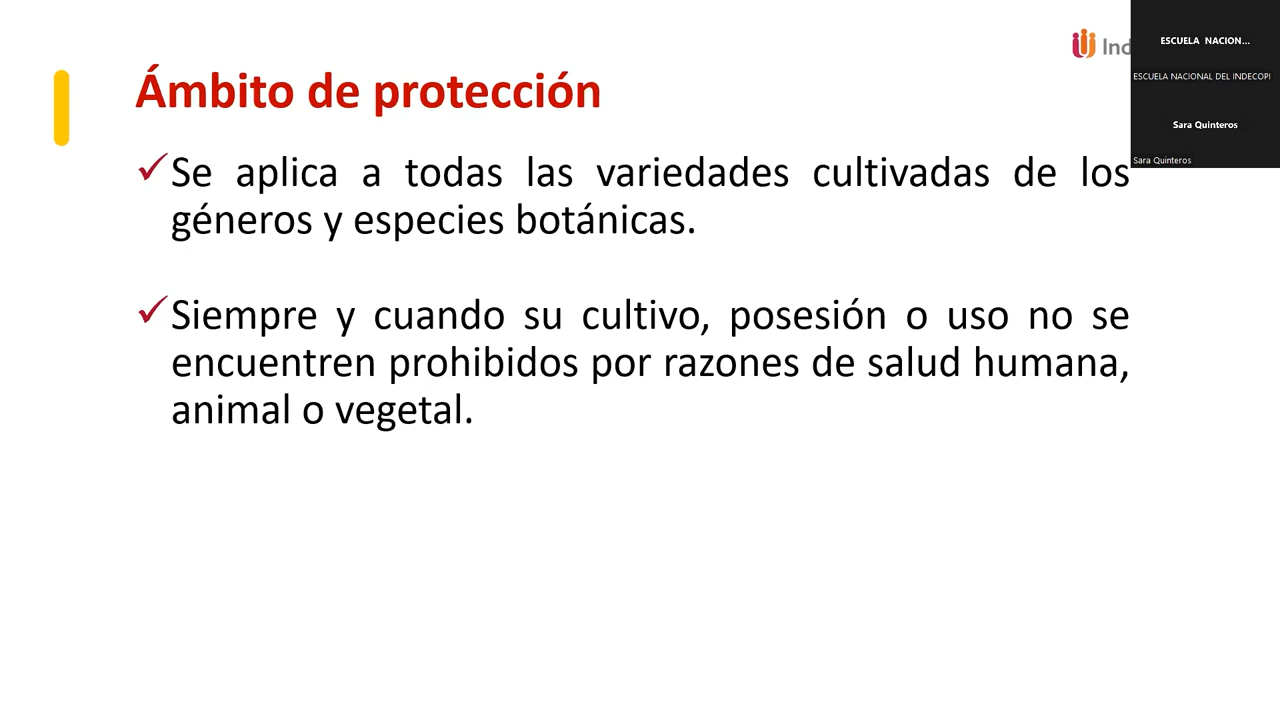 Ámbito de protección
Se aplica a todas las variedades cultivadas de los
géneros y especies botánicas.
Siempre y cuando su cultivo, posesión o uso no se
encuentren prohibidos por razones de salud humana,
animal o vegetal.
Ind
ESCUELA NACION...
ESCUELA NACIONAL DEL INDECOPI
Sara Quinteros
Sara Quinteros